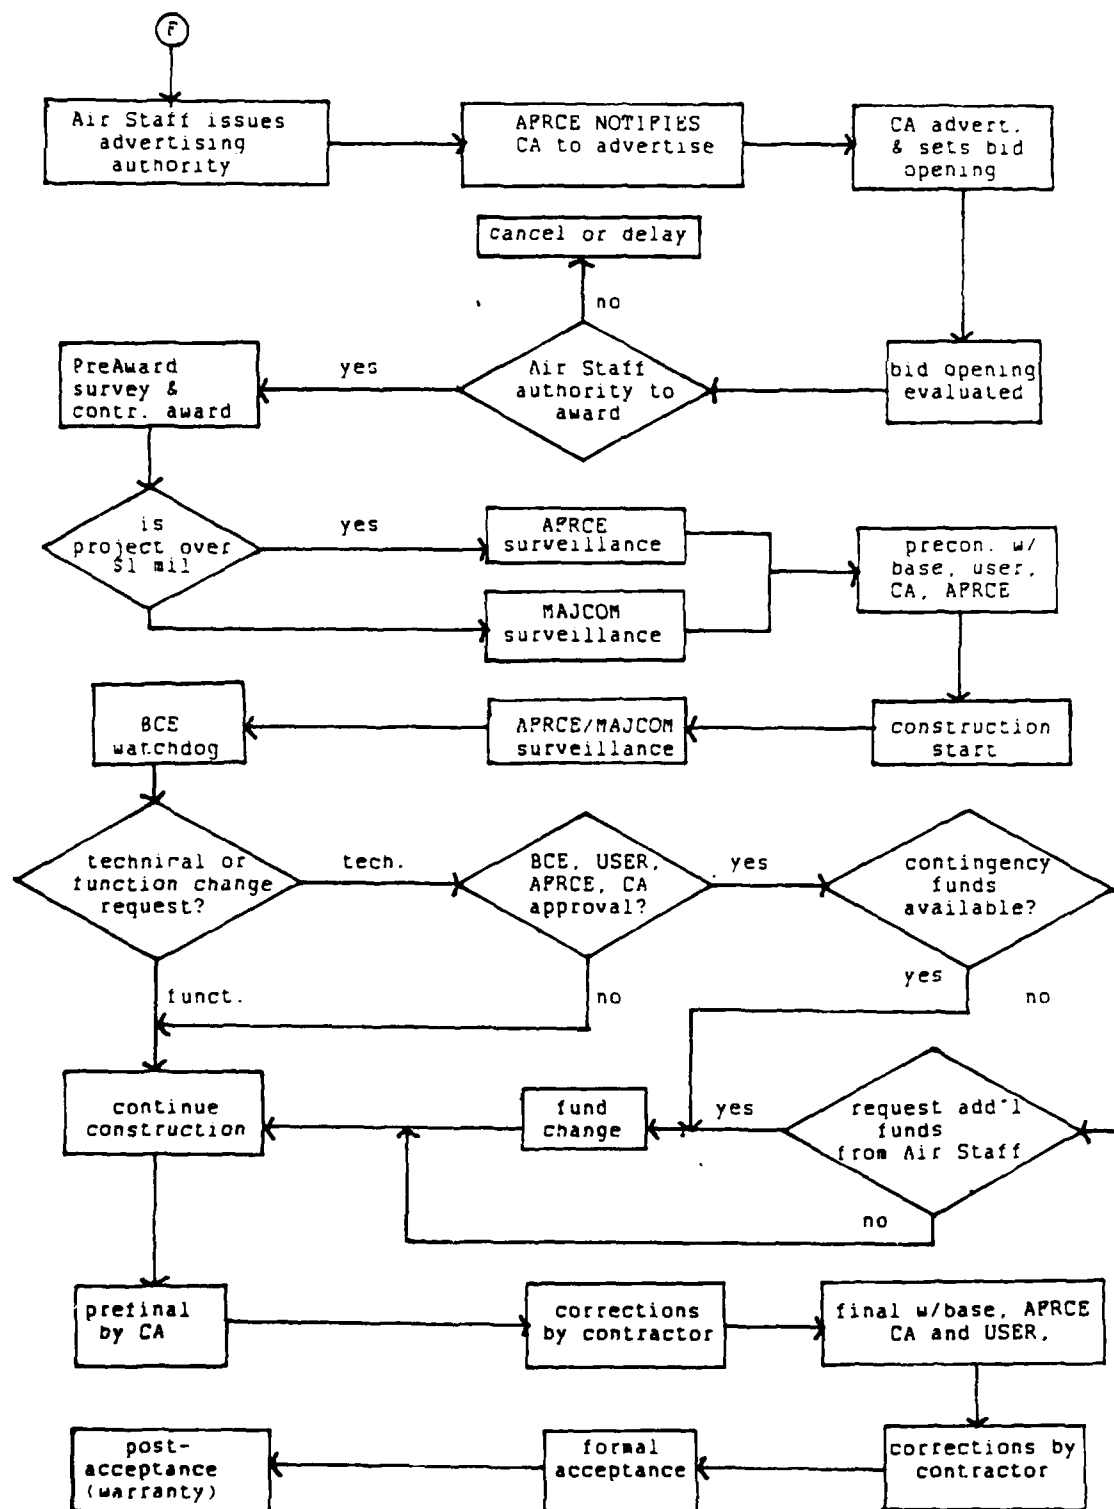 F
Air Staff issues
advertising
authority
AFRCE NOTIFIES
CA to advertise
CA advert.
& sets bid
opening
cancel or delay
no
PreAward
survey &
contr. award
yes
Air Staff
authority to
award
bid opening
evaluated
is
project over
$1 mil
yes
AFRCE
surveillance
MAJCOM
surveillance
precon. w/
base, user,
CA, AFRCE
BCE
watchdog
AFRCE/MAJCOM
surveillance
construction
start
technical or
function change
request?
tech.
BCE, USER,
AFRCE, CA
approval?
yes
contingency
funds
available?
funct.
no
yes
no
continue
construction
fund
change
yes
request add'l
funds
from Air Staff
no
prefinal
by CA
corrections
by contractor
final w/base, AFRCE
CA and USER.
post-
acceptance
(warranty)
formal
acceptance
corrections by
contractor